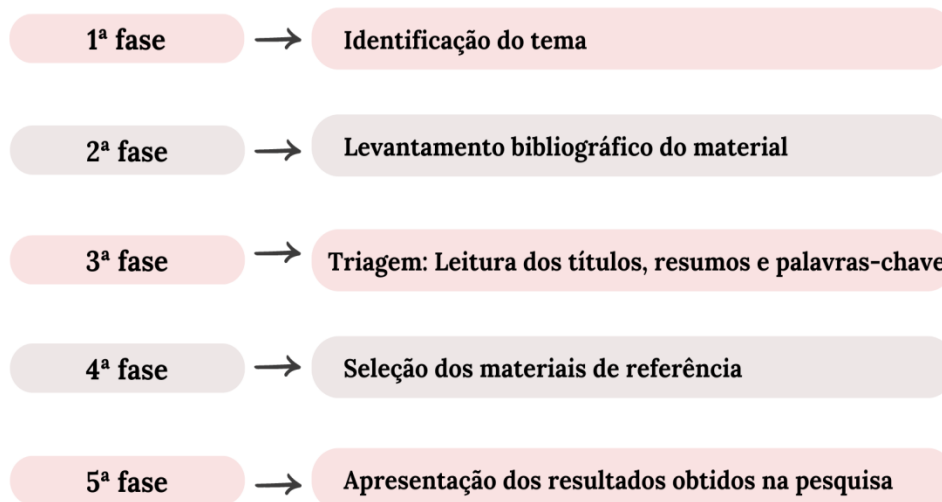 1ª fase
Identificação do tema
2ª fase
Levantamento bibliográfico do material
3ª fase
Triagem: Leitura dos títulos, resumos e palavras-chave
4ª fase
Seleção dos materiais de referência
5ª fase
Apresentação dos resultados obtidos na pesquisa